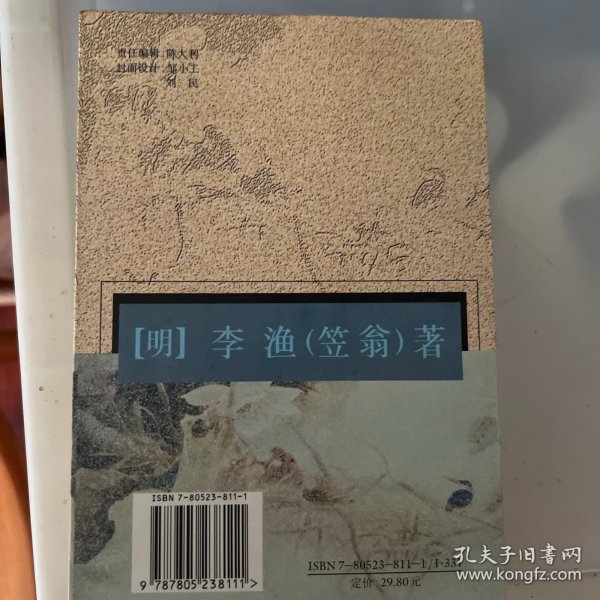 责任编辑 陈大利
封面设计 邹小工
刘 民
[明] 李 渔(笠翁)著
ISBN 7-80523-811-1
9 787805 238111>
ISBN7-80523-811-1/I·33
定价 29.80元
孔夫子旧书网
www.kongfz.com